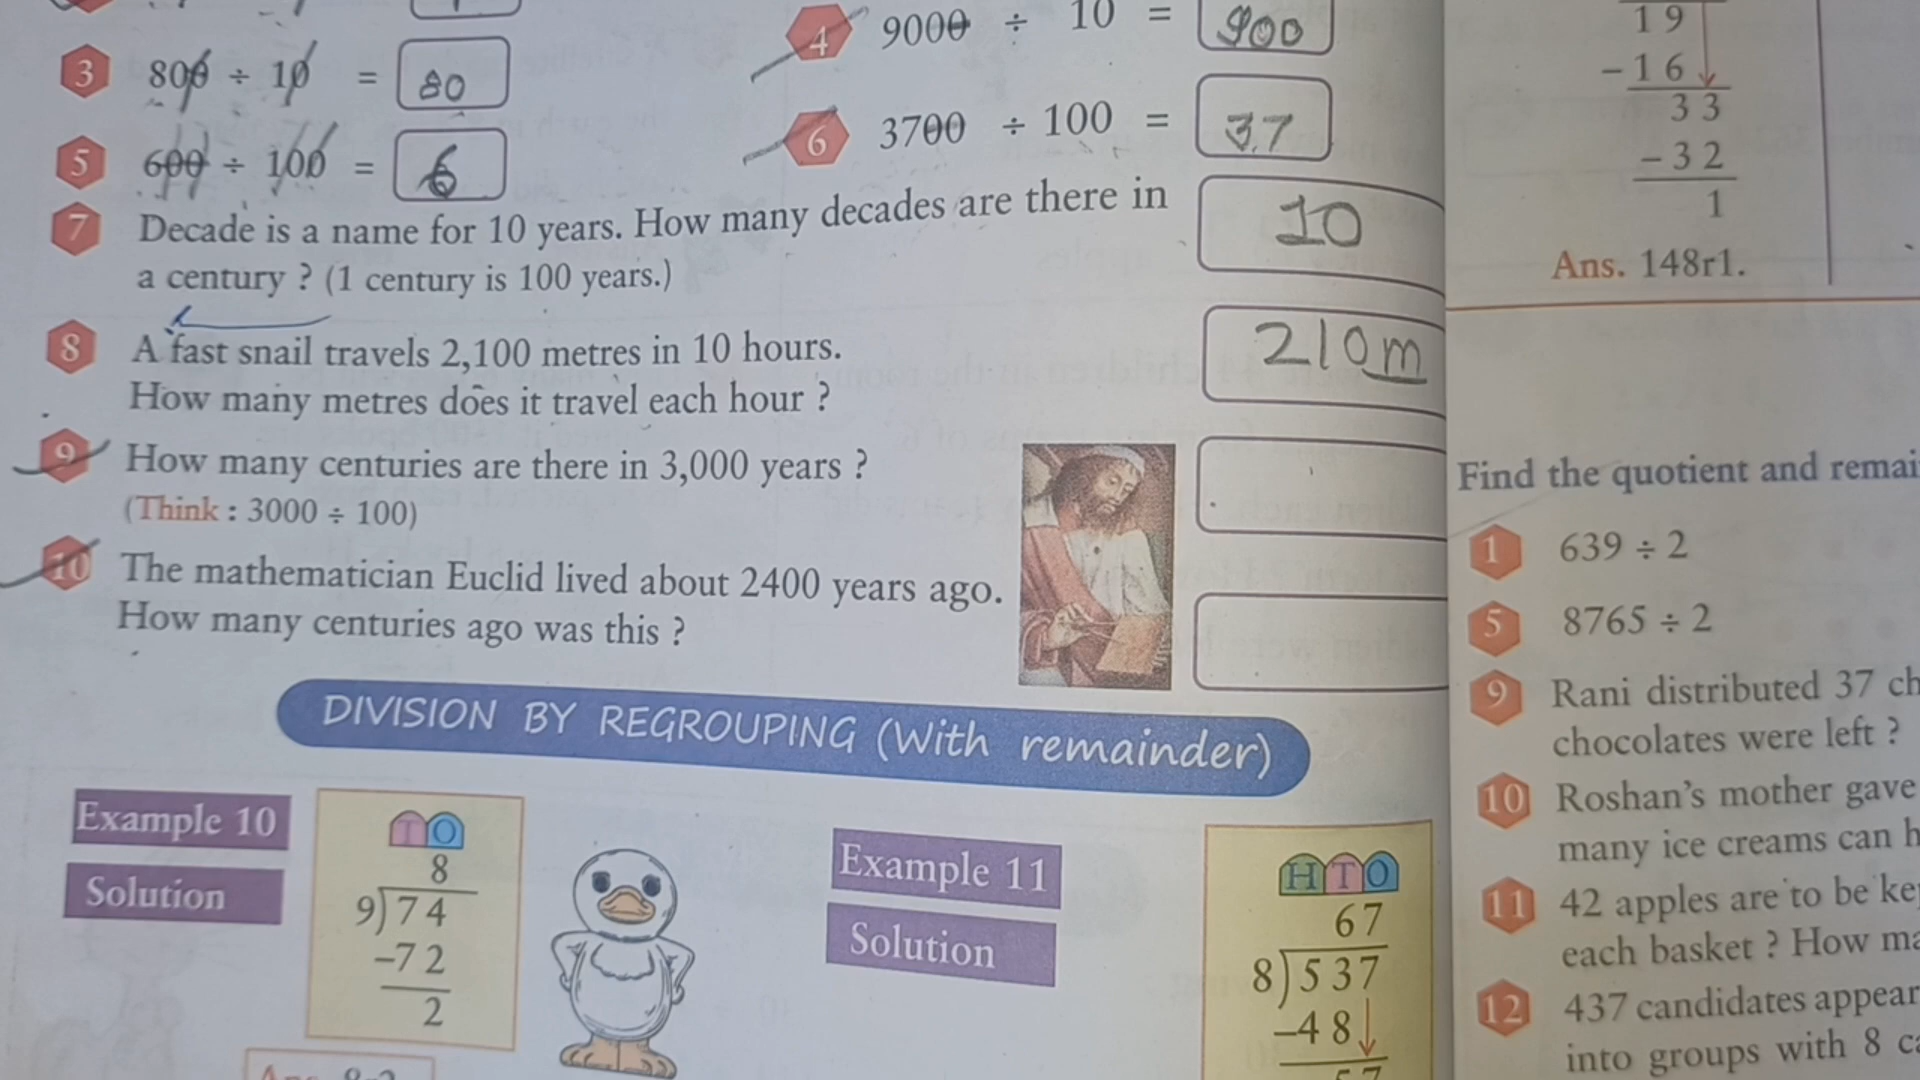 3 800 ÷ 10 = 80
4 9000 ÷ 10 = 900
5 600 ÷ 100 = 6
6 3700 ÷ 100 = 37
7 Decade is a name for 10 years. How many decades are there in
a century ? (1 century is 100 years.)
10
8 A fast snail travels 2,100 metres in 10 hours.
How many metres does it travel each hour ?
210m
9 How many centuries are there in 3,000 years ?
(Think : 3000 ÷ 100)
10 The mathematician Euclid lived about 2400 years ago.
How many centuries ago was this ?
DIVISION BY REGROUPING (With remainder)
Example 10
Solution
T O
8
9)74
-72
2
Example 11
Solution
H T O
67
8)537
-48
57
19
-16
33
-32
1
Ans. 148r1.
Find the quotient and
1 639 ÷ 2
5 8765 ÷ 2
9 Rani distributed 37
chocolates were left ?
10 Roshan's mother gave
many ice creams can
11 42 apples are to be
each basket ? How
12 437 candidates
into groups with 8